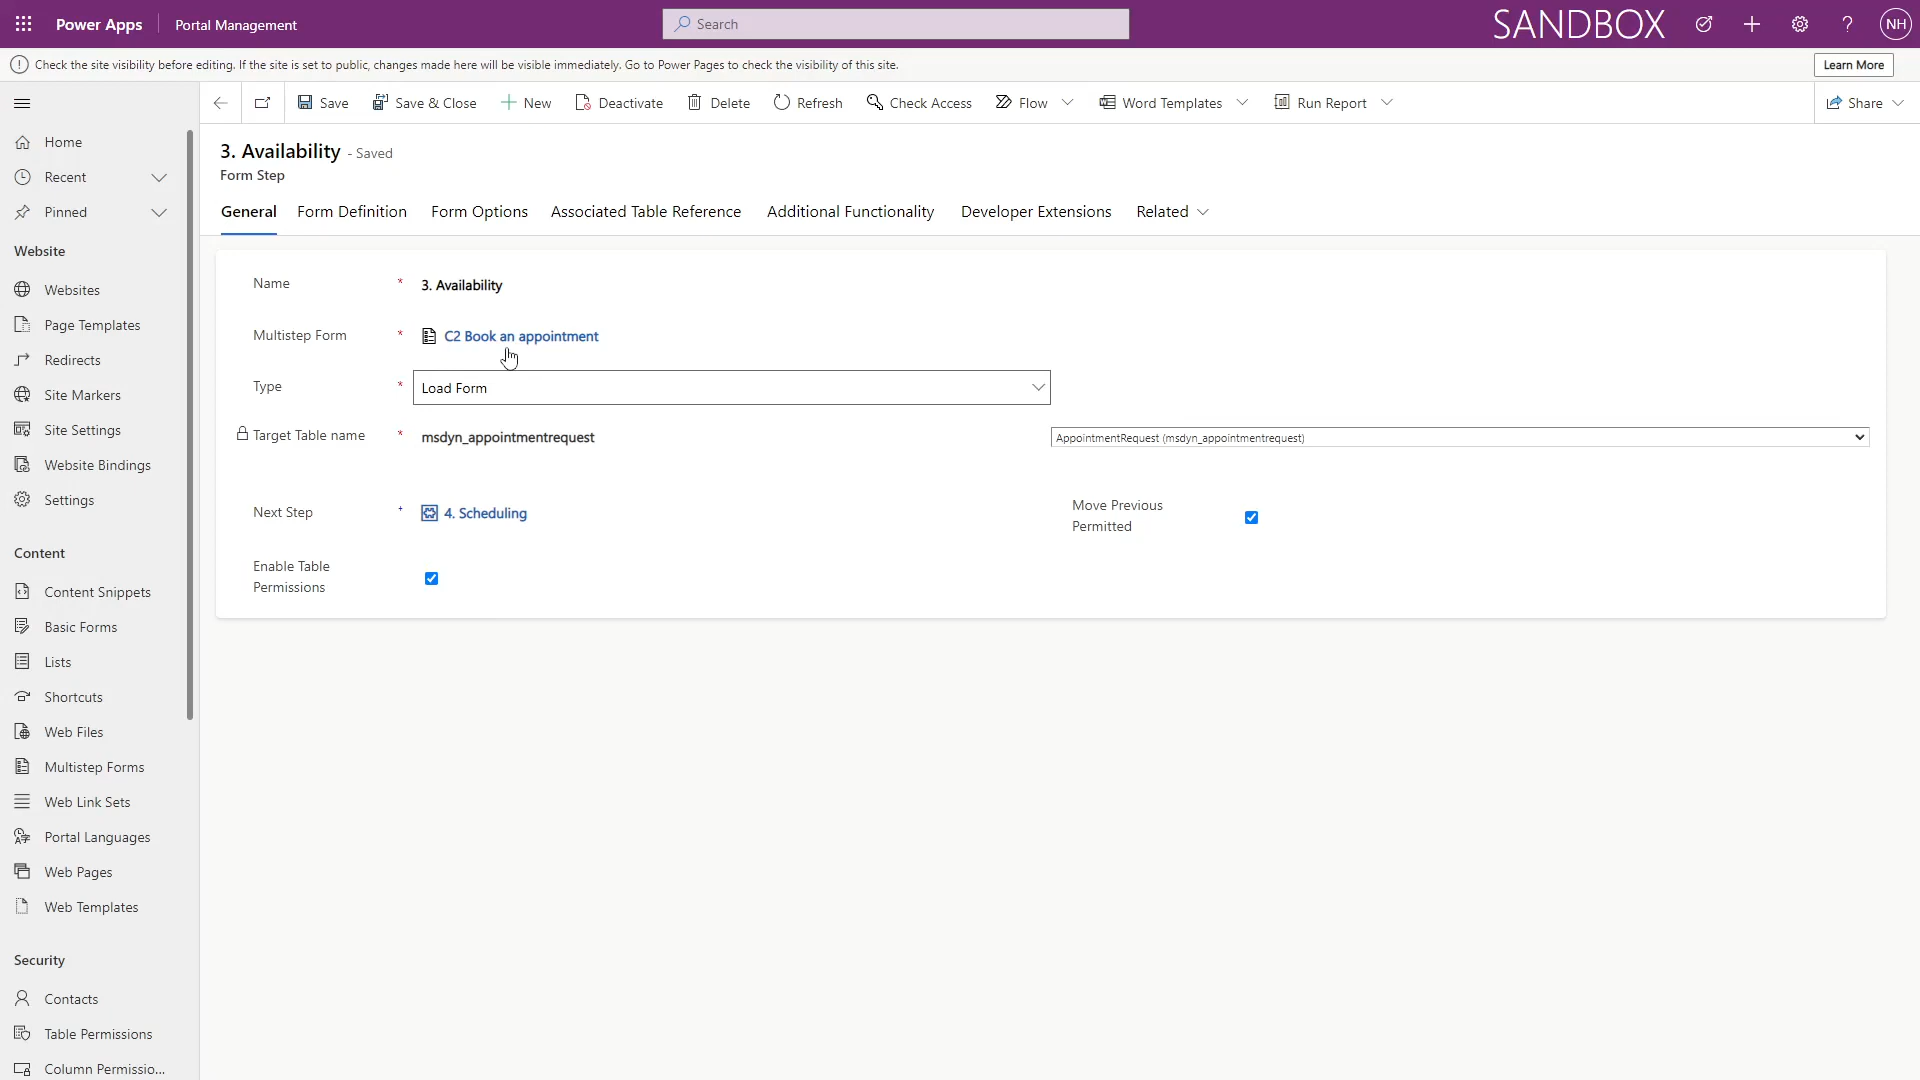 Power Apps
Portal Management
Search
SANDBOX
NH
Check the site visibility before editing. If the site is set to public, changes made here will be visible immediately. Go to Power Pages to check the visibility of this site.
Learn More
Save
Save & Close
New
Deactivate
Delete
Refresh
Check Access
Flow
Word Templates
Run Report
Share
Home
Recent
Pinned
Website
Websites
Page Templates
Redirects
Site Markers
Site Settings
Website Bindings
Settings
Content
Content Snippets
Basic Forms
Lists
Shortcuts
Web Files
Multistep Forms
Web Link Sets
Portal Languages
Web Pages
Web Templates
Security
Contacts
Table Permissions
Column Permissio...
3. Availability - Saved
Form Step
General
Form Definition
Form Options
Associated Table Reference
Additional Functionality
Developer Extensions
Related
Name * 3. Availability
Multistep Form * C2 Book an appointment
Type * Load Form
Target Table name * msdyn_appointmentrequest
AppointmentRequest (msdyn_appointmentrequest)
Next Step + 4. Scheduling
Move Previous
Permitted
Enable Table
Permissions